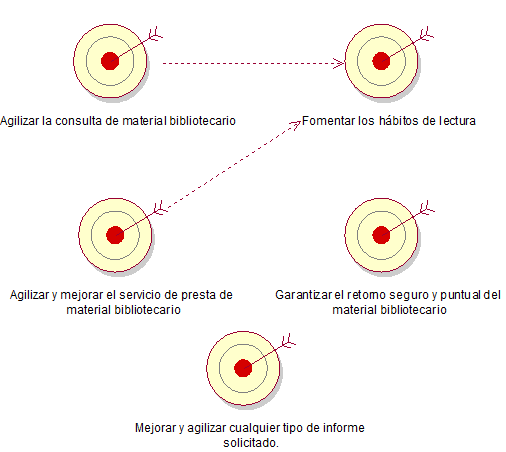 Agilizar la consulta de material bibliotecario
Fomentar los hábitos de lectura
Agilizar y mejorar el servicio de presta de
material bibliotecario
Garantizar el retorno seguro y puntual del
material bibliotecario
Mejorar y agilizar cualquier tipo de informe
solicitado.